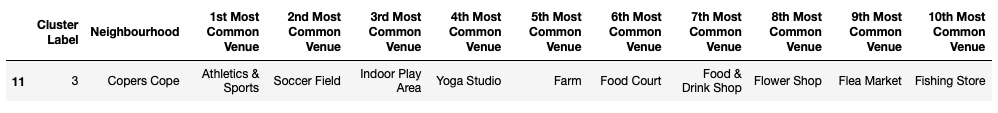 Cluster Label Neighbourhood 1st Most Common Venue 2nd Most Common Venue 3rd Most Common Venue 4th Most Common Venue 5th Most Common Venue 6th Most Common Venue 7th Most Common Venue 8th Most Common Venue 9th Most Common Venue 10th Most Common Venue
11 3 Copers Cope Athletics & Sports Soccer Field Indoor Play Area Yoga Studio Farm Food Court Food & Drink Shop Flower Shop Flea Market Fishing Store